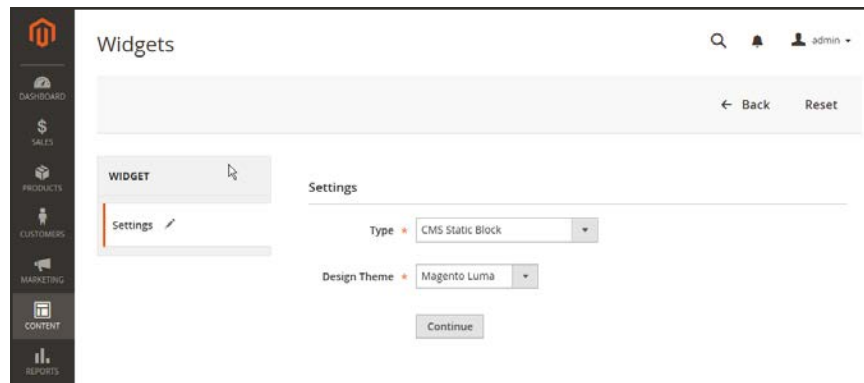 Widgets
admin
DASHBOARD
← Back
Reset
SALES
PRODUCTS
WIDGET
Settings
Settings
Type * CMS Static Block
CUSTOMERS
MARKETING
Design Theme * Magento Luma
CONTENT
Continue
REPORTS